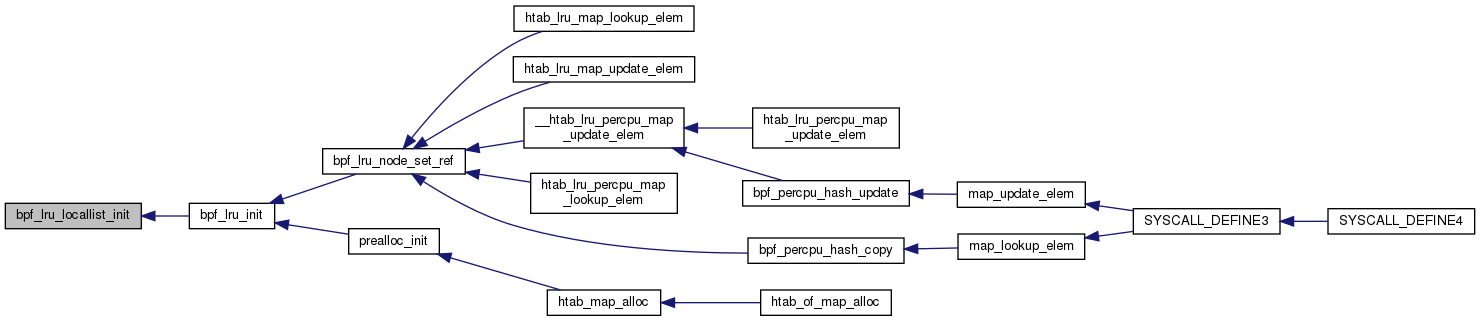 htab_lru_map_lookup_elem
htab_lru_map_update_elem
__htab_lru_percpu_map
_update_elem
htab_lru_percpu_map
_update_elem
bpf_lru_node_set_ref
htab_lru_percpu_map
_lookup_elem
bpf_percpu_hash_update
map_update_elem
bpf_lru_locallist_init
bpf_lru_init
SYSCALL_DEFINE3
SYSCALL_DEFINE4
prealloc_init
bpf_percpu_hash_copy
map_lookup_elem
htab_map_alloc
htab_of_map_alloc